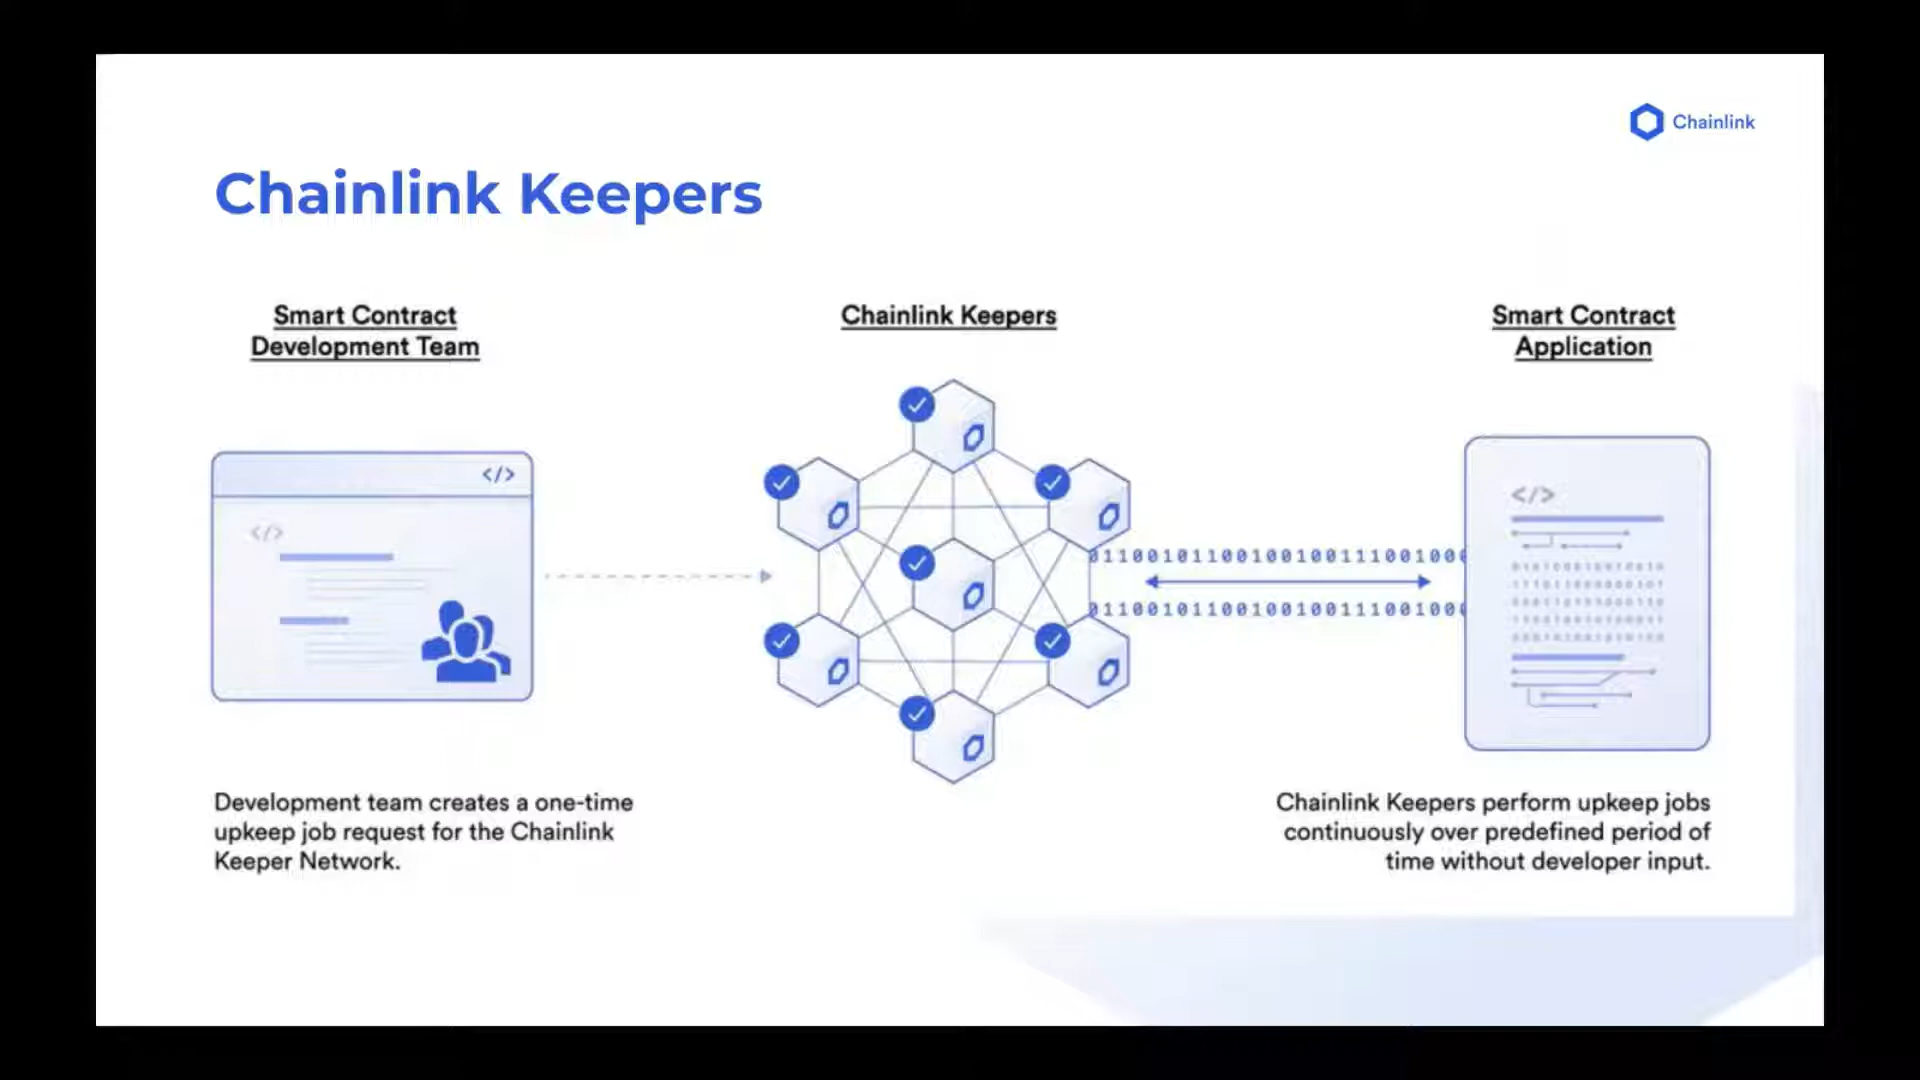 Chainlink
Chainlink Keepers
Smart Contract
Development Team
Chainlink Keepers
Smart Contract
Application
</>
</>
</>
Development team creates a one-time
upkeep job request for the Chainlink
Keeper Network.
Chainlink Keepers perform upkeep jobs
continuously over predefined period of
time without developer input.